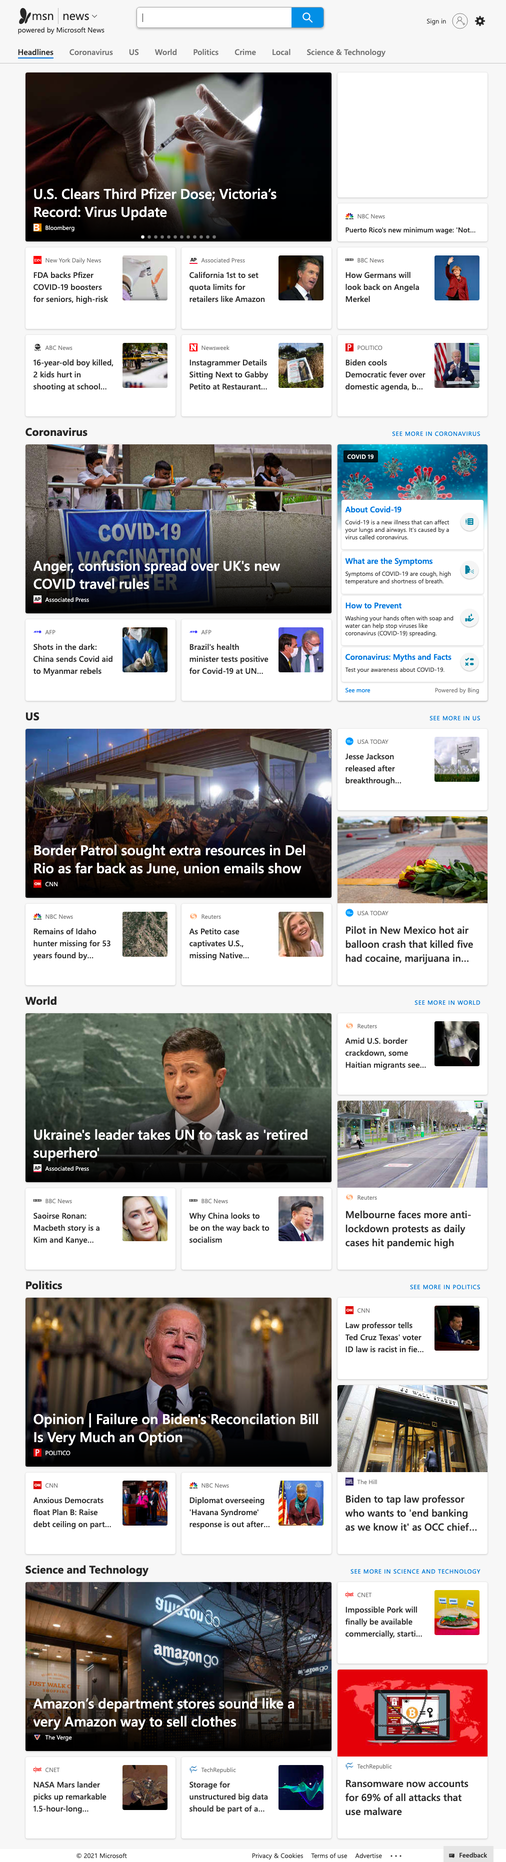 msn | news
powered by Microsoft News
Sign in
Headlines Coronavirus US World Politics Crime Local Science & Technology
U.S. Clears Third Pfizer Dose; Victoria's
Record: Virus Update
Bloomberg
NBC News
Puerto Rico's new minimum wage: 'Not...
New York Daily News
FDA backs Pfizer
COVID-19 boosters
for seniors, high-risk
Associated Press
California 1st to set
quota limits for
retailers like Amazon
BBC News
How Germans will
look back on Angela
Merkel
ABC News
16-year-old boy killed,
2 kids hurt in
shooting at school...
Newsweek
Instagrammer Details
Sitting Next to Gabby
Petito at Restaurant...
POLITICO
Biden cools
Democratic fever over
domestic agenda, b...
Coronavirus
SEE MORE IN CORONAVIRUS
COVID-19
VACCINATION
CENTER
Anger, confusion spread over UK's new
COVID travel rules
Associated Press
COVID 19
About Covid-19
Covid-19 is a new illness that can affect
your lungs and airways. It's caused by a
virus called coronavirus.
What are the Symptoms
Symptoms of COVID-19 are cough, high
temperature and shortness of breath.
How to Prevent
Washing your hands often with soap and
water can help stop viruses like
coronavirus (COVID-19) spreading.
Coronavirus: Myths and Facts
Test your awareness about COVID-19.
See more
Powered by Bing
AFP
Shots in the dark:
China sends Covid aid
to Myanmar rebels
AFP
Brazil's health
minister tests positive
for Covid-19 at UN...
US
SEE MORE IN US
Border Patrol sought extra resources in Del
Rio as far back as June, union emails show
CNN
USA TODAY
Jesse Jackson
released after
breakthrough...
USA TODAY
Pilot in New Mexico hot air
balloon crash that killed five
had cocaine, marijuana in...
NBC News
Remains of Idaho
hunter missing for 53
years found by...
Reuters
As Petito case
captivates U.S.,
missing Native...
World
SEE MORE IN WORLD
Ukraine's leader takes UN to task as 'retired
superhero'
Associated Press
Reuters
Amid U.S. border
crackdown, some
Haitian migrants see...
Reuters
Melbourne faces more anti-
lockdown protests as daily
cases hit pandemic high
BBC News
Saoirse Ronan:
Macbeth story is a
Kim and Kanye...
BBC News
Why China looks to
be on the way back to
socialism
Politics
SEE MORE IN POLITICS
Opinion | Failure on Biden's Reconciliation Bill
Is Very Much an Option
POLITICO
CNN
Law professor tells
Ted Cruz Texas' voter
ID law is racist in fie...
The Hill
Biden to tap law professor
who wants to 'end banking
as we know it' as OCC chief...
CNN
Anxious Democrats
float Plan B: Raise
debt ceiling on part...
NBC News
Diplomat overseeing
'Havana Syndrome'
response is out after...
Science and Technology
SEE MORE IN SCIENCE AND TECHNOLOGY
amazon go
JUST WALK OUT
Amazon's department stores sound like a
very Amazon way to sell clothes
The Verge
CNET
Impossible Pork will
finally be available
commercially, starti...
TechRepublic
Ransomware now accounts
for 69% of all attacks that
use malware
CNET
NASA Mars lander
picks up remarkable
1.5-hour-long...
TechRepublic
Storage for
unstructured big data
should be part of a...
© 2021 Microsoft
Privacy & Cookies Terms of use Advertise ...
Feedback